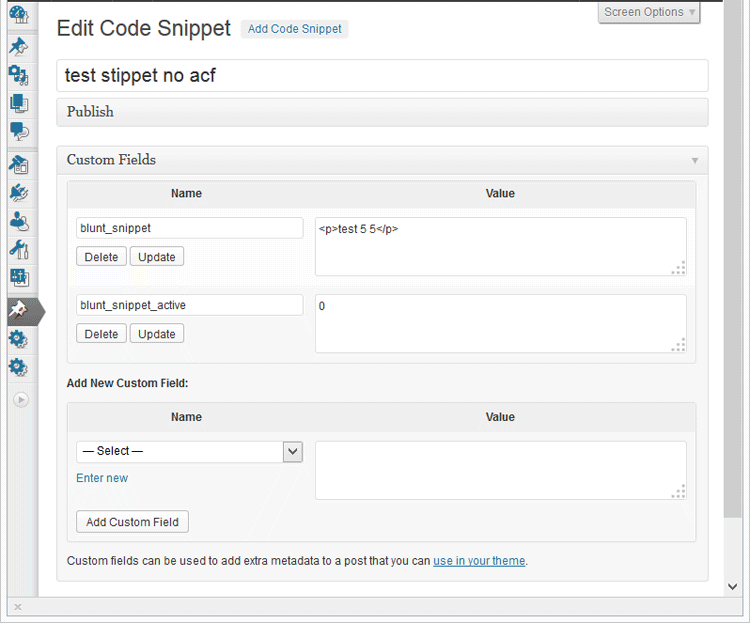 Screen Options
Edit Code Snippet Add Code Snippet
test stippet no acf
Publish
Custom Fields
Name Value
blunt_snippet <p>test 5 5</p>
Delete Update
blunt_snippet_active 0
Delete Update
Add New Custom Field:
Name Value
— Select —
Enter new
Add Custom Field
Custom fields can be used to add extra metadata to a post that you can use in your theme.